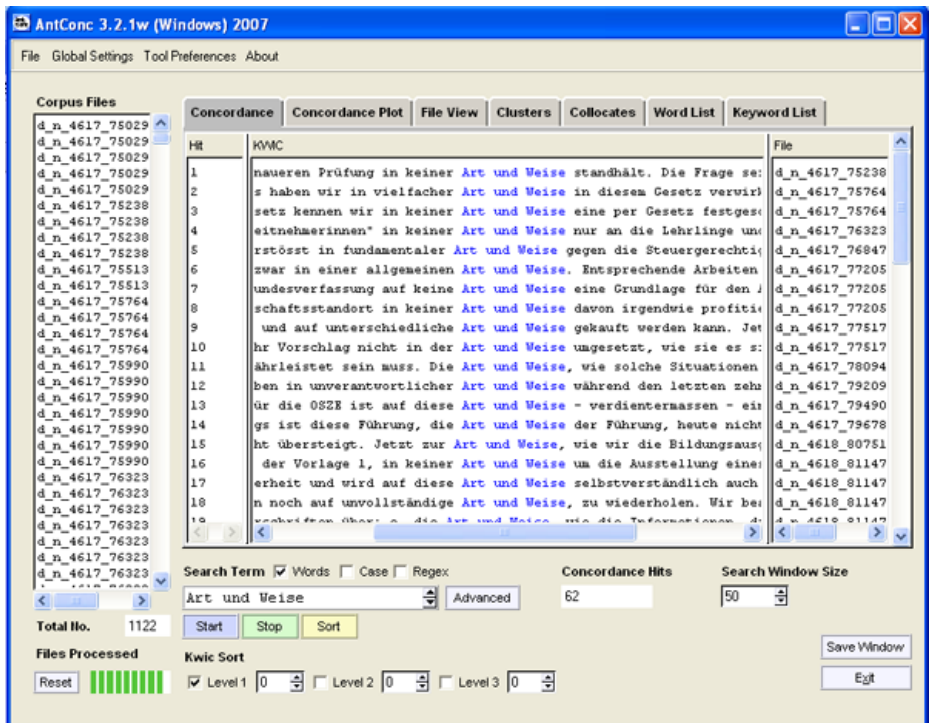 AntConc 3.2.1w (Windows) 2007
File Global Settings Tool Preferences About
Corpus Files
d_n_4617_75029
d_n_4617_75029
d_n_4617_75029
d_n_4617_75029
d_n_4617_75029
d_n_4617_75238
d_n_4617_75238
d_n_4617_75238
d_n_4617_75238
d_n_4617_75513
d_n_4617_75513
d_n_4617_75764
d_n_4617_75764
d_n_4617_75764
d_n_4617_75764
d_n_4617_75990
d_n_4617_75990
d_n_4617_75990
d_n_4617_75990
d_n_4617_75990
d_n_4617_75990
d_n_4617_75990
d_n_4617_76323
d_n_4617_76323
d_n_4617_76323
d_n_4617_76323
d_n_4617_76323
d_n_4617_76323
d_n_4617_76323
Total No. 1122
Files Processed
Reset
Concordance Concordance Plot File View Clusters Collocates Word List Keyword List
Hit KWIC File
1 naueren Prüfung in keiner Art und Weise standhält. Die Frage se d_n_4617_75238
2 s haben wir in vielfacher Art und Weise in diesem Gesetz verwirk d_n_4617_75764
3 setz kennen wir in keiner Art und Weise eine per Gesetz festges d_n_4617_75764
4 eitnehmerinnen" in keiner Art und Weise nur an die Lehrlinge und d_n_4617_76323
5 rstösst in fundamentaler Art und Weise gegen die Steuergerechtig d_n_4617_76847
6 zwar in einer allgemeinen Art und Weise. Entsprechende Arbeiten d_n_4617_77205
7 undesverfassung auf keine Art und Weise eine Grundlage für den d_n_4617_77205
8 schaftsstandort in keiner Art und Weise davon irgendwie profitie d_n_4617_77205
9 und auf unterschiedliche Art und Weise gekauft werden kann. Jet d_n_4617_77517
10 hr Vorschlag nicht in der Art und Weise umgesetzt, wie sie es s d_n_4617_77517
11 ährleistet sein muss. Die Art und Weise, wie solche Situationen d_n_4617_78094
12 ben in unverantwortlicher Art und Weise während den letzten zehn d_n_4617_79209
13 ür die OSZE ist auf diese Art und Weise - verdientermassen - ein d_n_4617_79490
14 gs ist diese Führung, die Art und Weise der Führung, heute nicht d_n_4617_79678
15 ht übersteigt. Jetzt zur Art und Weise, wie wir die Bildungsausg d_n_4618_80751
16 der Vorlage 1, in keiner Art und Weise um die Ausstellung eine d_n_4618_81147
17 erheit und wird auf diese Art und Weise selbstverständlich auch d_n_4618_81147
18 n noch auf unvollständige Art und Weise, zu wiederholen. Wir be d_n_4618_81147
19 die Art und Weise, wie die Informationen d_n_4618_81147
Search Term Words Case Regex Concordance Hits Search Window Size
Art und Weise Advanced 62 50
Start Stop Sort
Kwic Sort
Level 1 0 Level 2 0 Level 3 0
Save Window
Exit